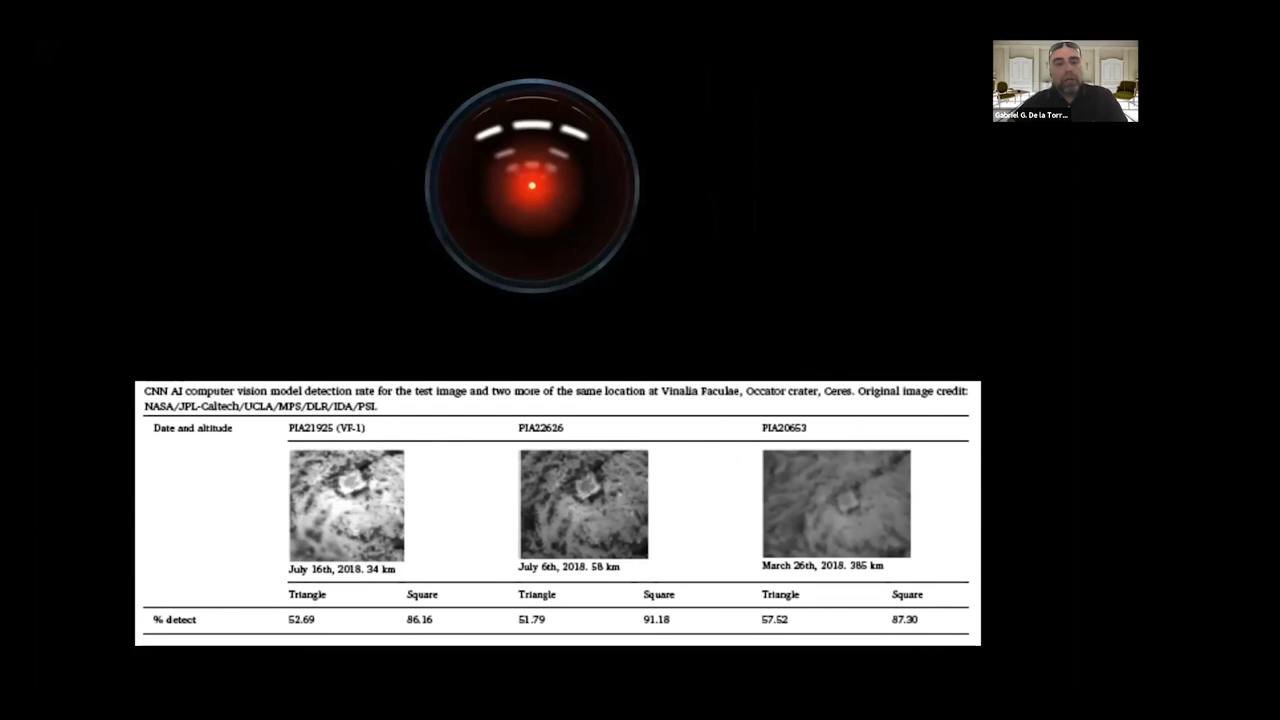 Gabriel G. De la Torr...
CNN AI computer vision model detection rate for the test image and two more of the same location at Vinalia Faculae, Occator crater, Ceres. Original image credit:
NASA/JPL-Caltech/UCLA/MPS/DLR/IDA/PSI.
Date and altitude PIA21925 (VF-1) PIA22626 PIA20653
July 16th, 2018. 34 km July 6th, 2018. 58 km March 26th, 2018. 385 km
Triangle Square Triangle Square Triangle Square
% detect 52.69 86.16 51.79 91.18 57.52 87.30